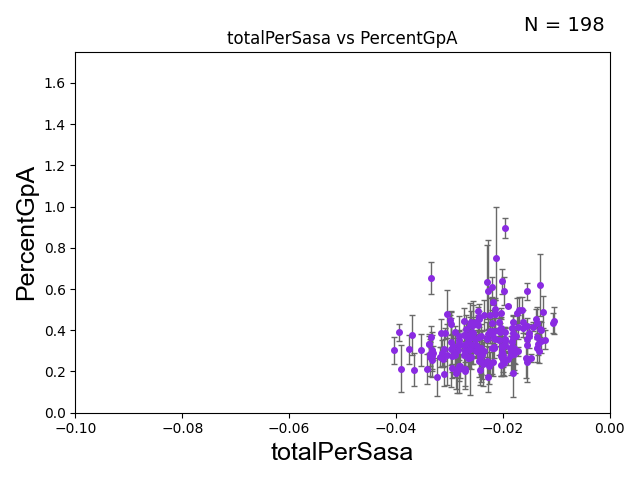 N = 198
totalPerSasa vs PercentGpA
PercentGpA
1.6
1.4
1.2
1.0
0.8
0.6
0.4
0.2
0.0
−0.10 −0.08 −0.06 −0.04 −0.02 0.00
totalPerSasa